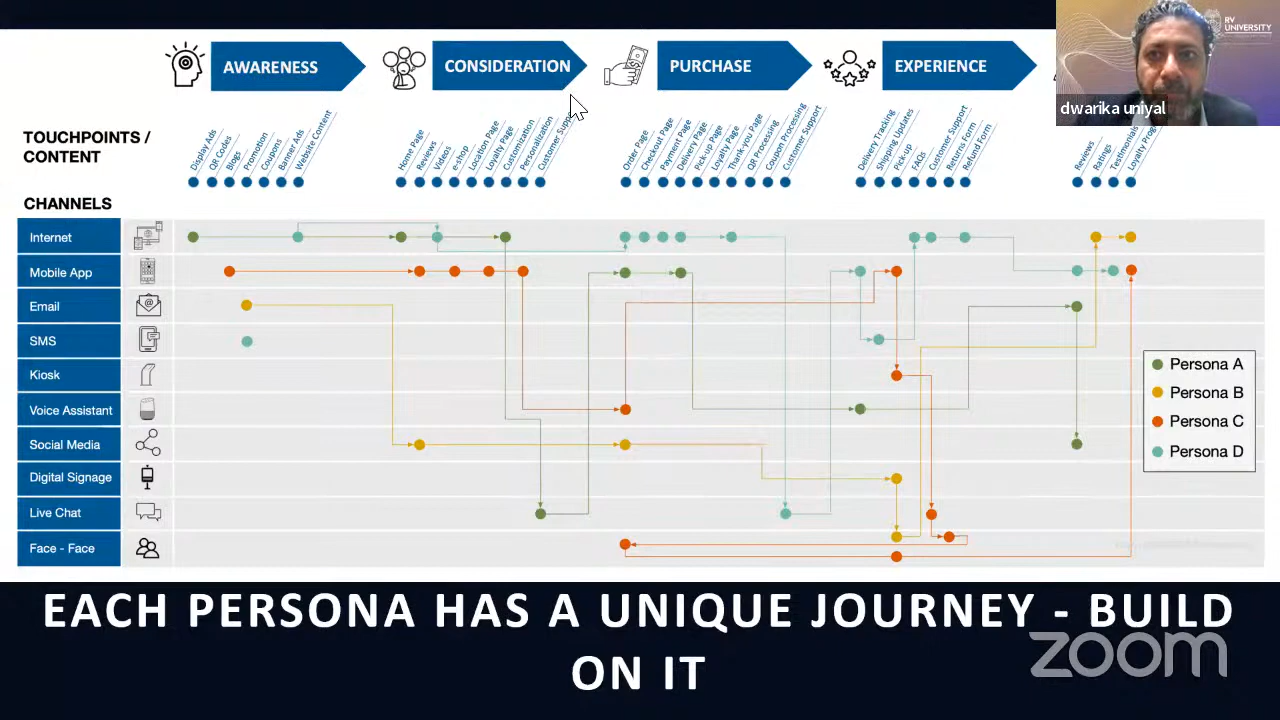 AWARENESS
CONSIDERATION
PURCHASE
EXPERIENCE
RV
UNIVERSITY
dwarika uniyal
TOUCHPOINTS /
CONTENT
Display Ads
QR Codes
Blogs
Promotion
Coupons
Banner Ads
Website Content
Home Page
Reviews
Videos
e-shop
Location Page
Loyalty Page
Customization
Personalization
Customer
Order Page
Checkout Page
Payment Page
Delivery Page
Pick-up Page
Loyalty Page
Thank you Page
QR Processing
Coupon Processing
Customer Support
Delivery Tracking
Shipping Updates
Pick-up
FAQs
Customer Support
Returns Form
Refund Form
Reviews
Ratings
Testimonials
Loyalty
CHANNELS
Internet
Mobile App
Email
SMS
Kiosk
Voice Assistant
Social Media
Digital Signage
Live Chat
Face - Face
Persona A
Persona B
Persona C
Persona D
EACH PERSONA HAS A UNIQUE JOURNEY - BUILD
ON IT
zoom